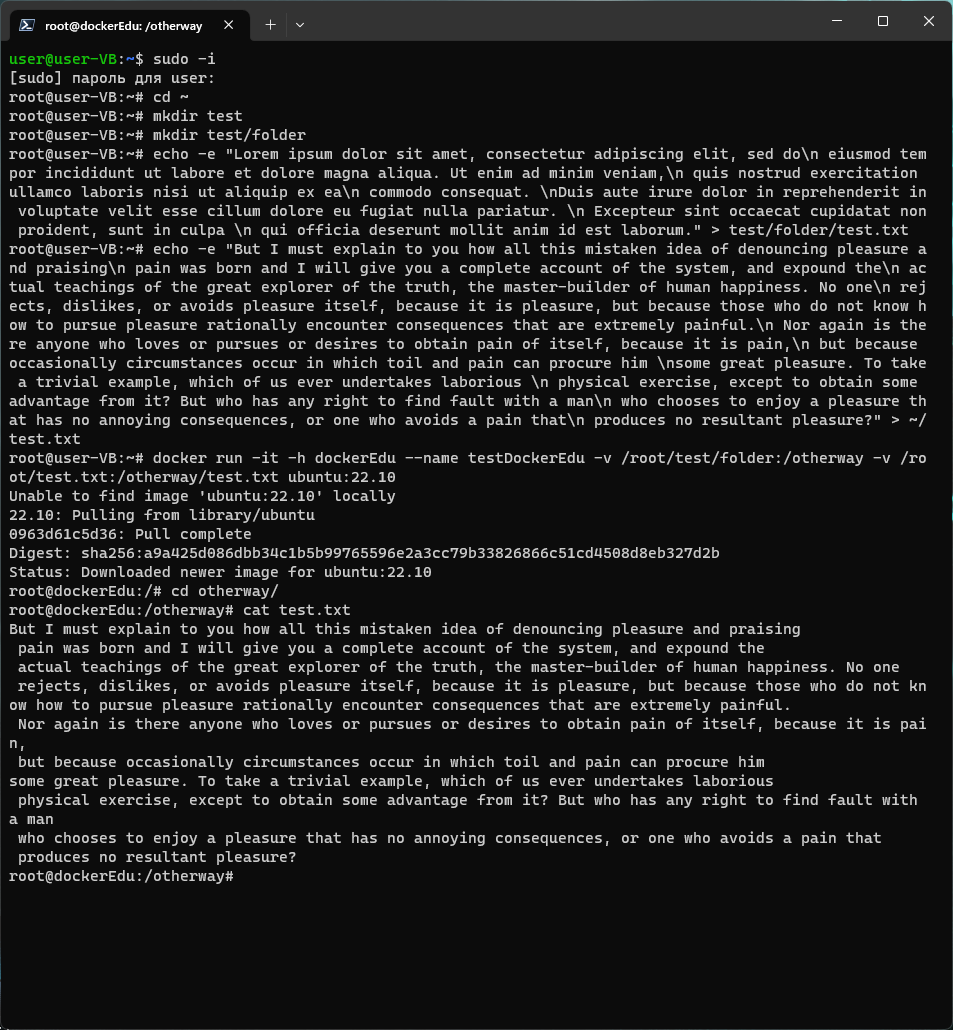 root@dockerEdu: /otherway
user@user-VB:~$ sudo -i
[sudo] пароль для user:
root@user-VB:~# cd ~
root@user-VB:~# mkdir test
root@user-VB:~# mkdir test/folder
root@user-VB:~# echo -e "Lorem ipsum dolor sit amet, consectetur adipiscing elit, sed do\n eiusmod tem
por incididunt ut labore et dolore magna aliqua. Ut enim ad minim veniam,\n quis nostrud exercitation
ullamco laboris nisi ut aliquip ex ea\n commodo consequat. \nDuis aute irure dolor in reprehenderit in
 voluptate velit esse cillum dolore eu fugiat nulla pariatur. \n Excepteur sint occaecat cupidatat non
 proident, sunt in culpa \n qui officia deserunt mollit anim id est laborum." > test/folder/test.txt
root@user-VB:~# echo -e "But I must explain to you how all this mistaken idea of denouncing pleasure a
nd praising\n pain was born and I will give you a complete account of the system, and expound the\n ac
tual teachings of the great explorer of the truth, the master-builder of human happiness. No one\n rej
ects, dislikes, or avoids pleasure itself, because it is pleasure, but because those who do not know h
ow to pursue pleasure rationally encounter consequences that are extremely painful.\n Nor again is the
re anyone who loves or pursues or desires to obtain pain of itself, because it is pain,\n but because
occasionally circumstances occur in which toil and pain can procure him \nsome great pleasure. To take
 a trivial example, which of us ever undertakes laborious \n physical exercise, except to obtain some
advantage from it? But who has any right to find fault with a man\n who chooses to enjoy a pleasure th
at has no annoying consequences, or one who avoids a pain that\n produces no resultant pleasure?" > ~/
test.txt
root@user-VB:~# docker run -it -h dockerEdu --name testDockerEdu -v /root/test/folder:/otherway -v /ro
ot/test.txt:/otherway/test.txt ubuntu:22.10
Unable to find image 'ubuntu:22.10' locally
22.10: Pulling from library/ubuntu
0963d61c5d36: Pull complete
Digest: sha256:a9a425d086dbb34c1b5b99765596e2a3cc79b33826866c51cd4508d8eb327d2b
Status: Downloaded newer image for ubuntu:22.10
root@dockerEdu:/# cd otherway/
root@dockerEdu:/otherway# cat test.txt
But I must explain to you how all this mistaken idea of denouncing pleasure and praising
 pain was born and I will give you a complete account of the system, and expound the
 actual teachings of the great explorer of the truth, the master-builder of human happiness. No one
 rejects, dislikes, or avoids pleasure itself, because it is pleasure, but because those who do not kn
ow how to pursue pleasure rationally encounter consequences that are extremely painful.
 Nor again is there anyone who loves or pursues or desires to obtain pain of itself, because it is pai
n,
 but because occasionally circumstances occur in which toil and pain can procure him
some great pleasure. To take a trivial example, which of us ever undertakes laborious
 physical exercise, except to obtain some advantage from it? But who has any right to find fault with
a man
 who chooses to enjoy a pleasure that has no annoying consequences, or one who avoids a pain that
 produces no resultant pleasure?
root@dockerEdu:/otherway#